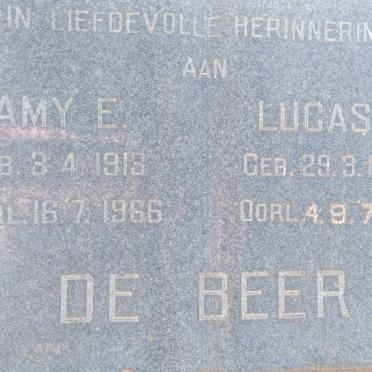 IN LIEFDEVOLLE HERINNERIN
AAN
AMY E. LUCAS
B. 3.4.1913 GEB. 29.3.1
RL. 16.7.1966 OORL. 4.9.7
DE BEER